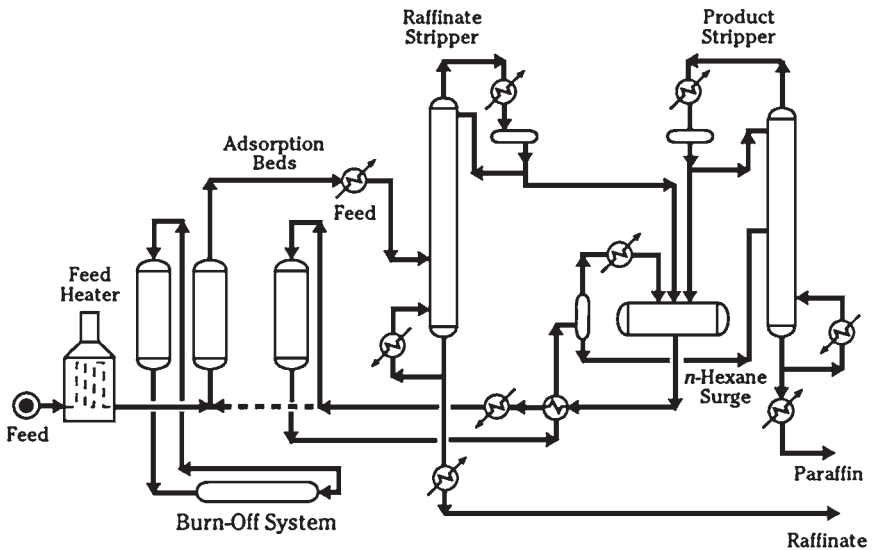 Raffinate
Stripper
Product
Stripper
Adsorption
Beds
Feed
Feed
Heater
n-Hexane
Surge
Feed
Paraffin
Burn-Off System
Raffinate